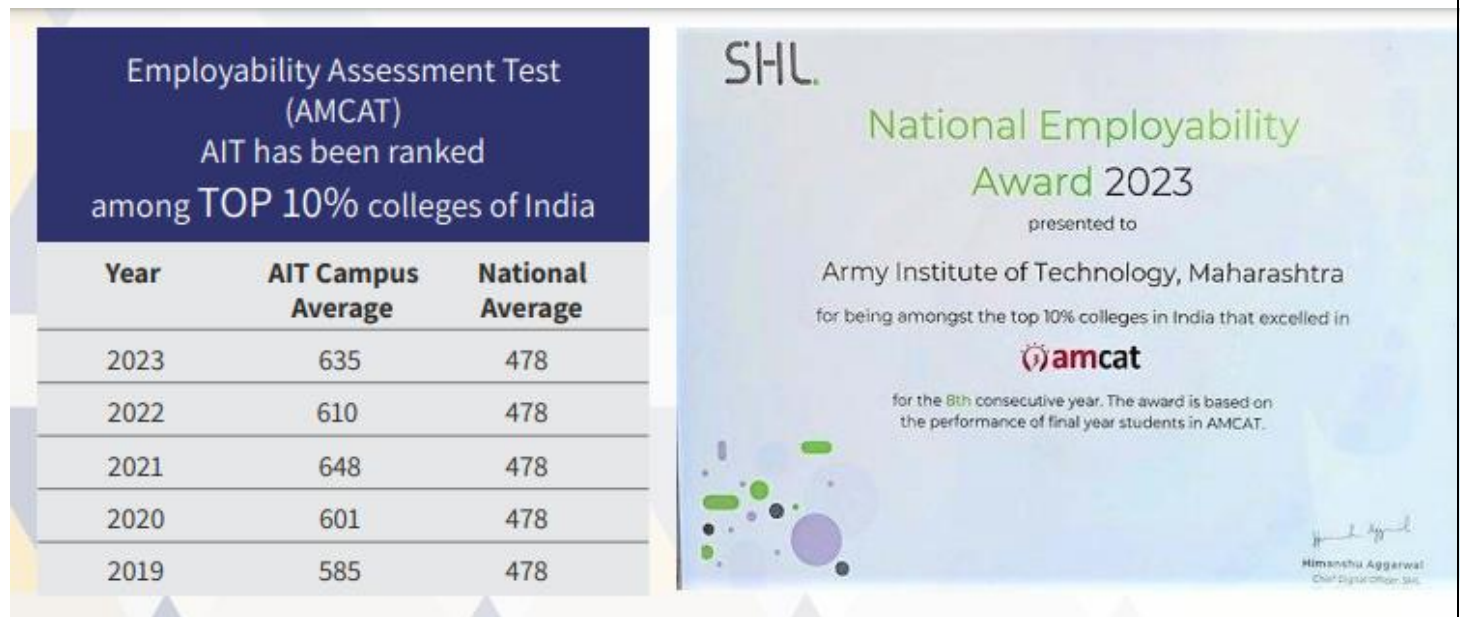 Employability Assessment Test
(AMCAT)
AIT has been ranked
among TOP 10% colleges of India
Year AIT Campus Average National Average
2023 635 478
2022 610 478
2021 648 478
2020 601 478
2019 585 478
SHL.
National Employability
Award 2023
presented to
Army Institute of Technology, Maharashtra
for being amongst the top 10% colleges in India that excelled in
amcat
for the 8th consecutive year. The award is based on
the performance of final year students in AMCAT.
Himanshu Aggarwal
Chief Digital Officer, SHL